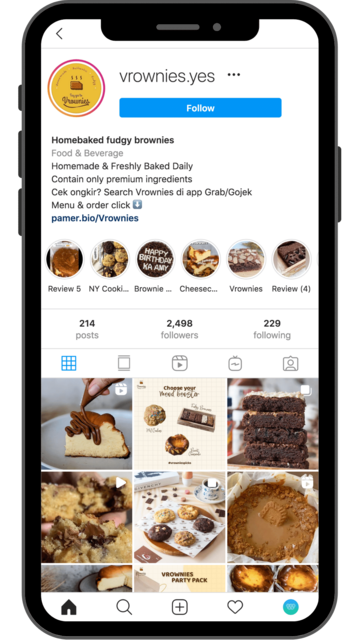 vrownies.yes
Follow
Homebaked fudgy brownies
Food & Beverage
Homemade & Freshly Baked Daily
Contain only premium ingredients
Cek ongkir? Search Vrownies di app Grab/Gojek
Menu & order click ⬇️
pamer.bio/Vrownies
Vrownies
HAPPY
BIRTHDAY
KA AMY
Review 5
NY Cooki...
Brownie ...
Cheesec...
Vrownies
Review (4)
214
2,498
229
posts
followers
following
Choose your
mood booster
VROWNIES
PARTY PACK